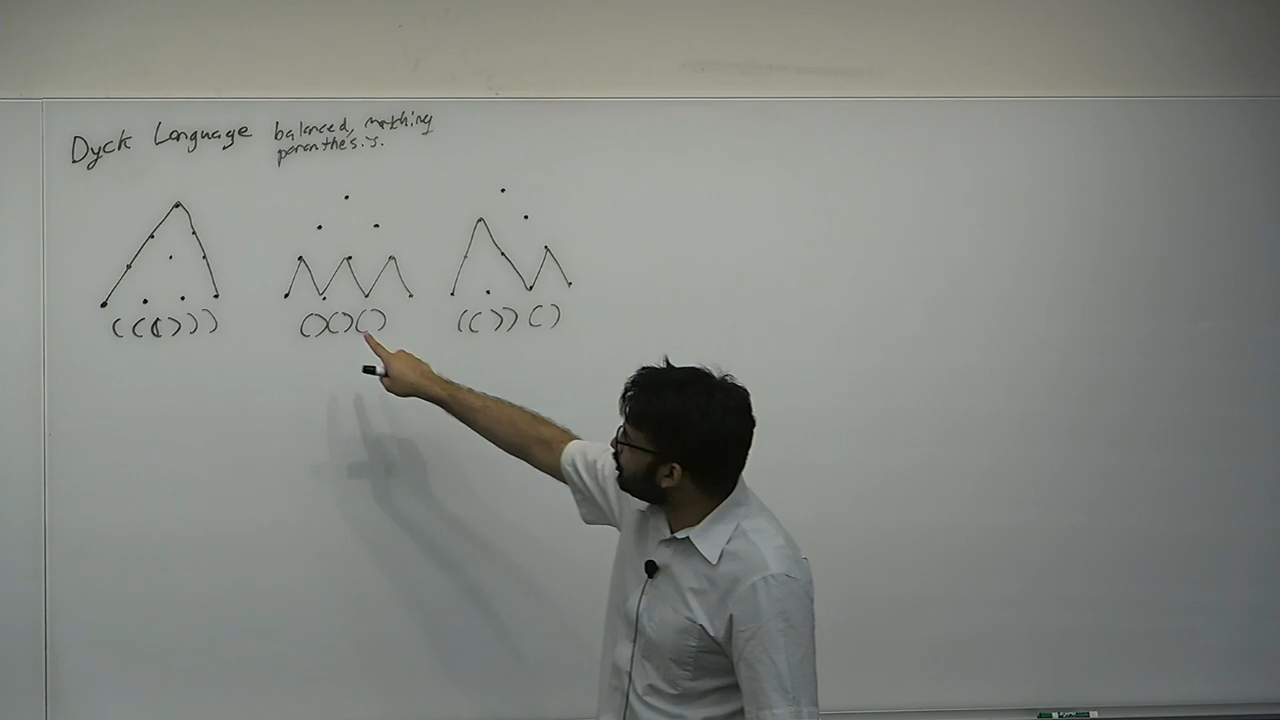 Dyck Language balanced, matching
parenthesis.
((())) ()()() (())()